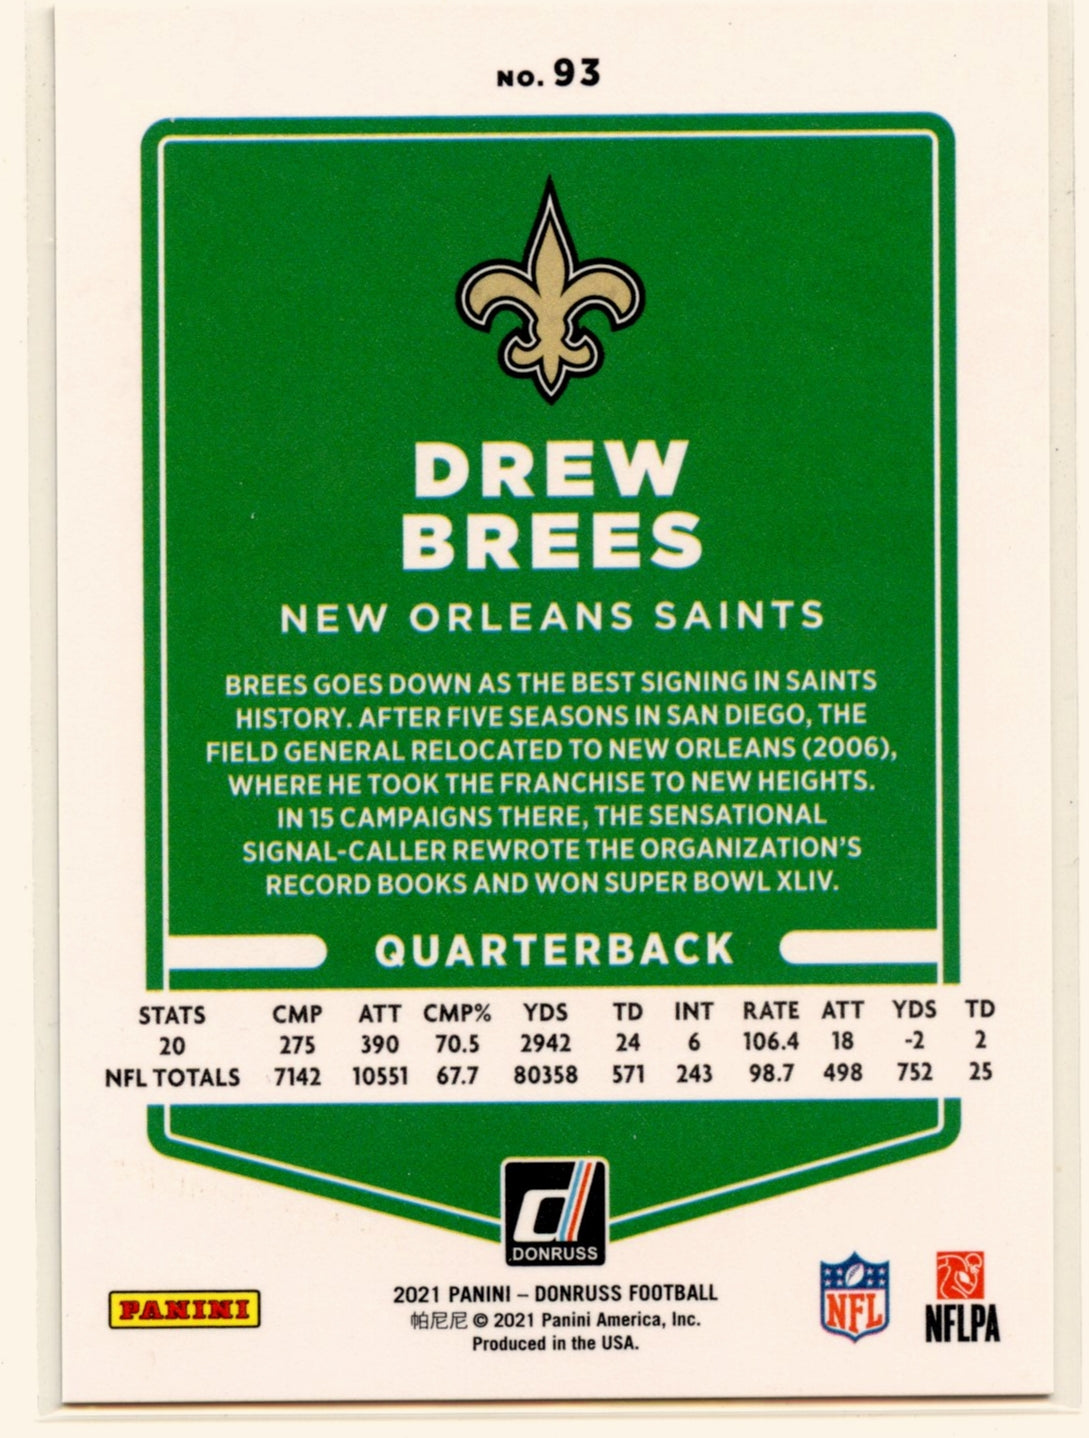 NO. 93
DREW
BREES
NEW ORLEANS SAINTS
BREES GOES DOWN AS THE BEST SIGNING IN SAINTS
HISTORY. AFTER FIVE SEASONS IN SAN DIEGO, THE
FIELD GENERAL RELOCATED TO NEW ORLEANS (2006),
WHERE HE TOOK THE FRANCHISE TO NEW HEIGHTS.
IN 15 CAMPAIGNS THERE, THE SENSATIONAL
SIGNAL-CALLER REWROTE THE ORGANIZATION'S
RECORD BOOKS AND WON SUPER BOWL XLIV.
QUARTERBACK
STATS CMP ATT CMP% YDS TD INT RATE ATT YDS TD
20 275 390 70.5 2942 24 6 106.4 18 -2 2
NFL TOTALS 7142 10551 67.7 80358 571 243 98.7 498 752 25
d
DONRUSS
PANINI
2021 PANINI – DONRUSS FOOTBALL
帕尼尼 © 2021 Panini America, Inc.
Produced in the USA.
NFL
NFLPA